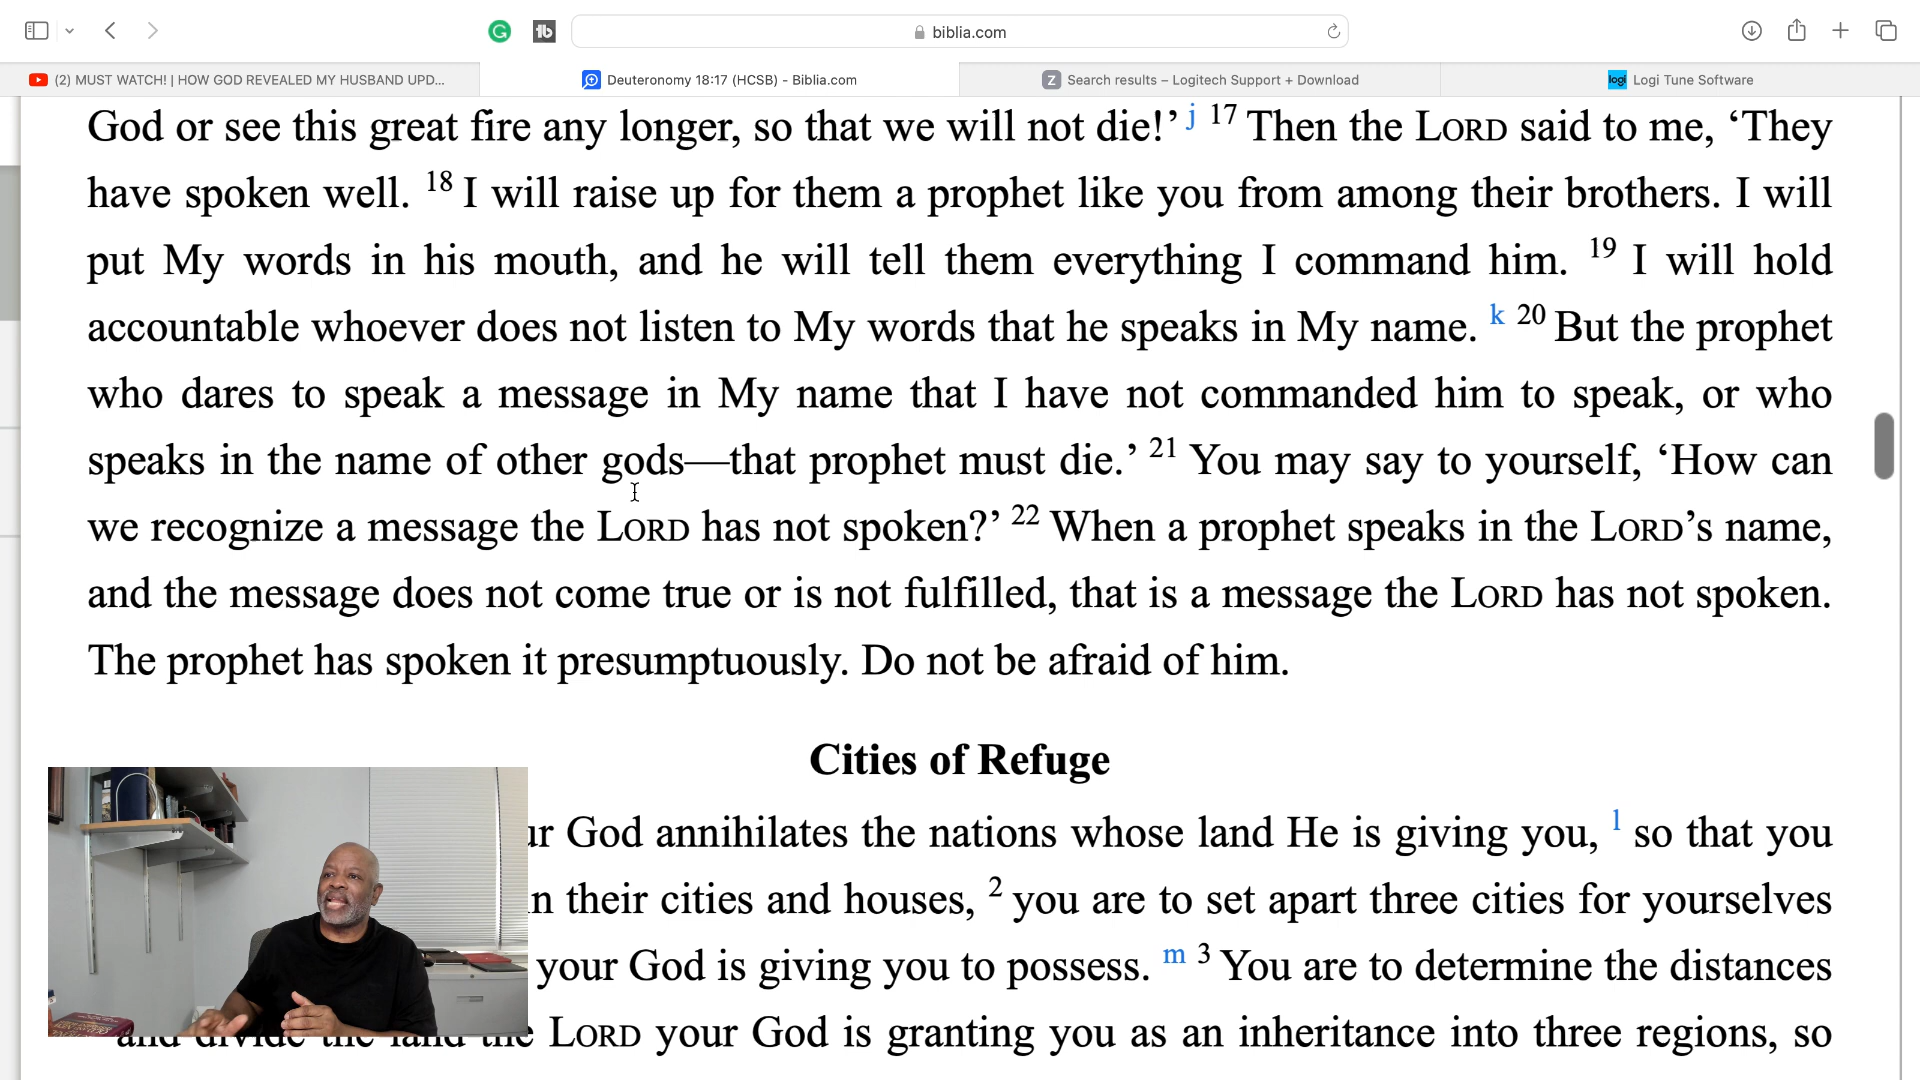 biblia.com
(2) MUST WATCH! | HOW GOD REVEALED MY HUSBAND UPD...
Deuteronomy 18:17 (HCSB) - Biblia.com
Z Search results – Logitech Support + Download
logi Logi Tune Software
God or see this great fire any longer, so that we will not die!’ j 17 Then the LORD said to me, ‘They
have spoken well. 18 I will raise up for them a prophet like you from among their brothers. I will
put My words in his mouth, and he will tell them everything I command him. 19 I will hold
accountable whoever does not listen to My words that he speaks in My name. k 20 But the prophet
who dares to speak a message in My name that I have not commanded him to speak, or who
speaks in the name of other gods—that prophet must die.’ 21 You may say to yourself, ‘How can
we recognize a message the LORD has not spoken?’ 22 When a prophet speaks in the LORD’s name,
and the message does not come true or is not fulfilled, that is a message the LORD has not spoken.
The prophet has spoken it presumptuously. Do not be afraid of him.
Cities of Refuge
ur God annihilates the nations whose land He is giving you, l so that you
n their cities and houses, 2 you are to set apart three cities for yourselves
your God is giving you to possess. m 3 You are to determine the distances
and divide the land the LORD your God is granting you as an inheritance into three regions, so